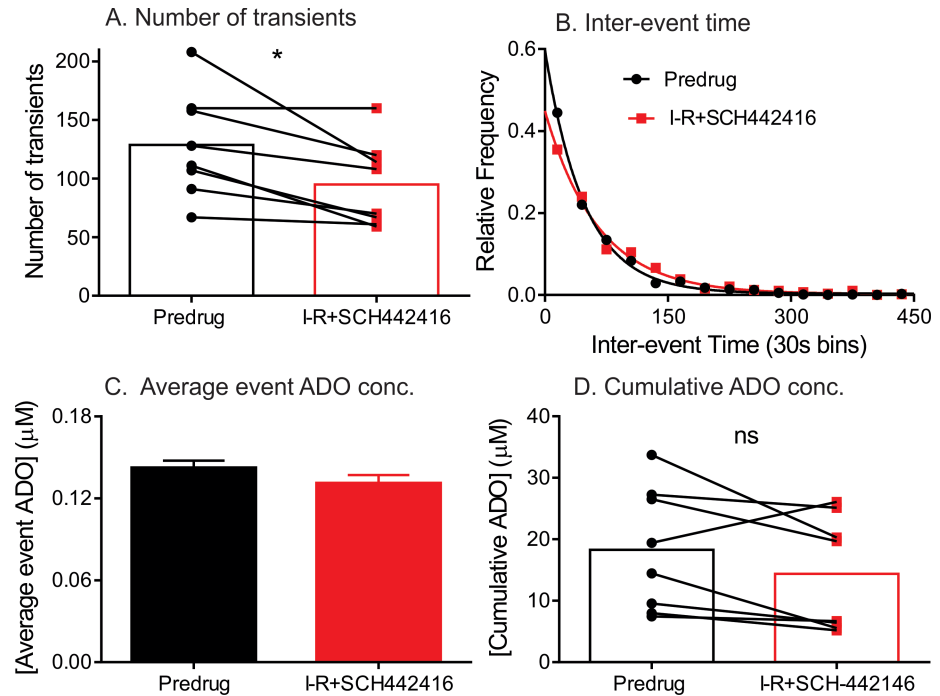 A. Number of transients
Number of transients
200
150
100
50
0
*
Predrug
I-R+SCH442416
B. Inter-event time
Relative Frequency
0.6
0.4
0.2
0.0
Predrug
I-R+SCH442416
0
150
300
450
Inter-event Time (30s bins)
C. Average event ADO conc.
[Average event ADO] (μM)
0.18
0.12
0.06
0.00
Predrug
I-R+SCH442416
D. Cumulative ADO conc.
[Cumulative ADO] (μM)
40
30
20
10
0
ns
Predrug
I-R+SCH-442146